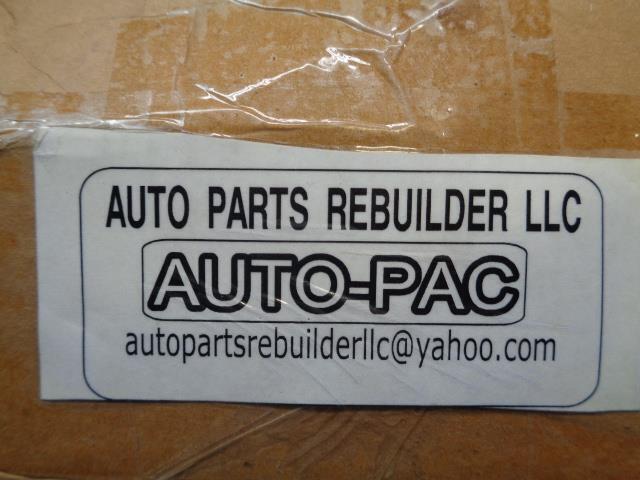 AUTO PARTS REBUILDER LLC
AUTO-PAC
autopartsrebuilderllc@yahoo.com